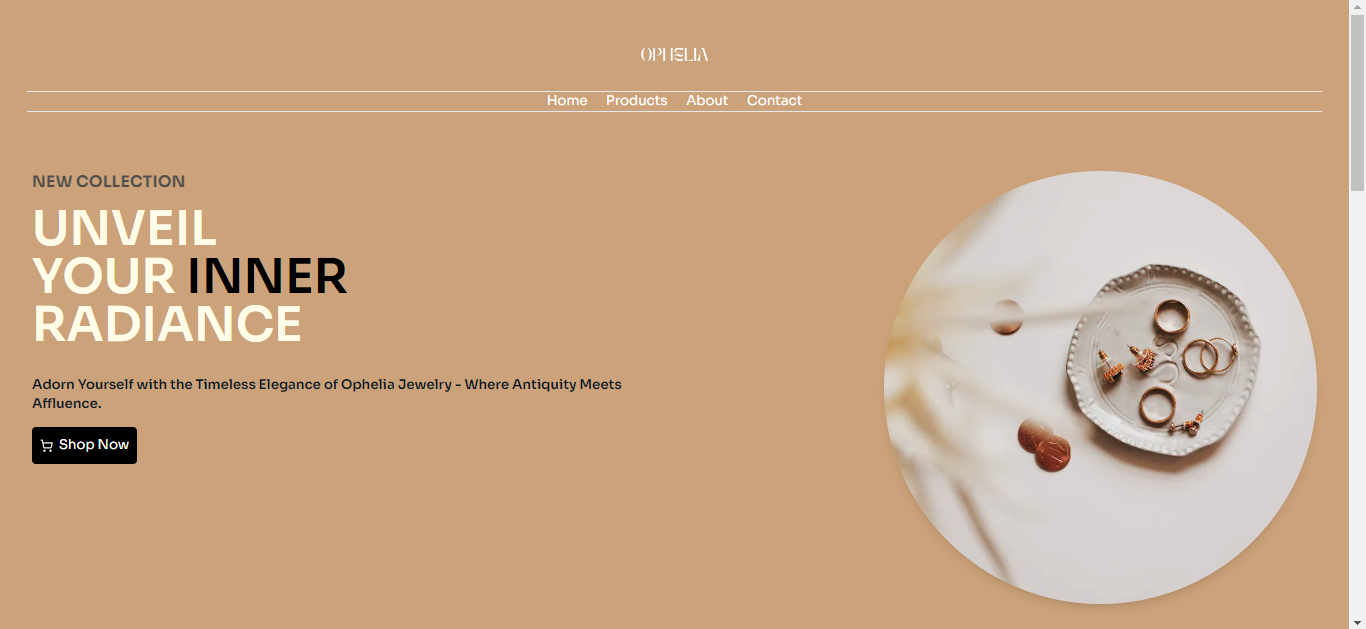 OPHELIA
Home Products About Contact
NEW COLLECTION
UNVEIL
YOUR INNER
RADIANCE
Adorn Yourself with the Timeless Elegance of Ophelia Jewelry - Where Antiquity Meets
Affluence.
Shop Now